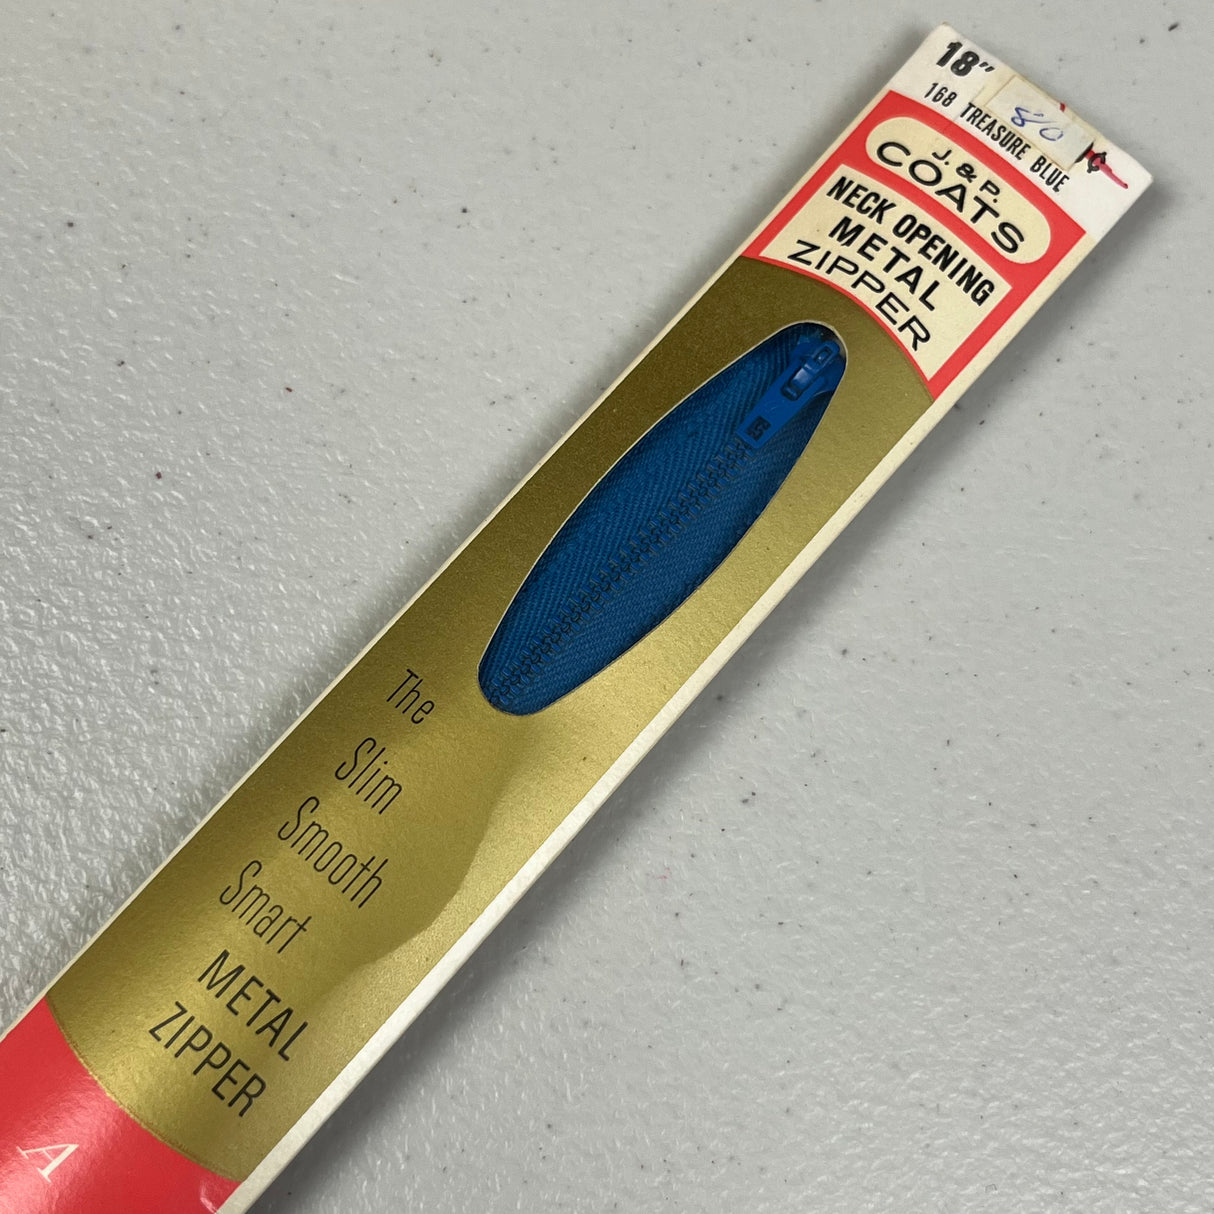 18"
168 TREASURE BLUE
80
¢
J. & P.
COATS
NECK OPENING
METAL
ZIPPER
The
Slim
Smooth
Smart
METAL
ZIPPER
A